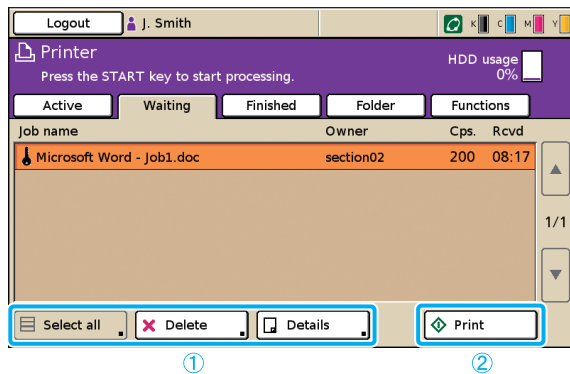 Logout J. Smith K C M Y
Printer
HDD usage
Press the START key to start processing. 0%
Active Waiting Finished Folder Functions
Job name Owner Cps. Rcvd
Microsoft Word - Job1.doc section02 200 08:17
1/1
Select all Delete Details Print
① ②